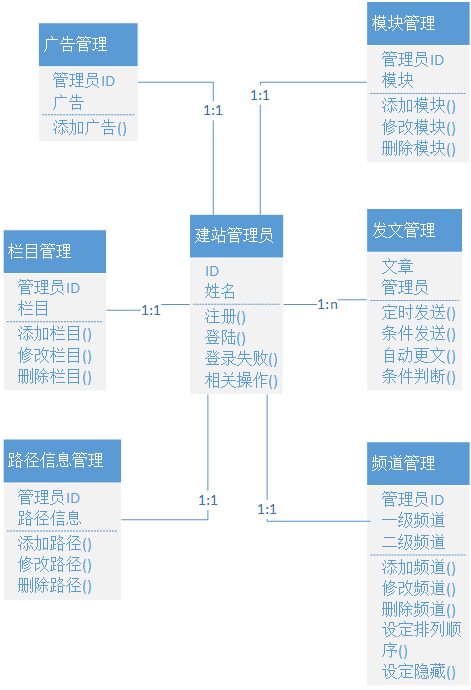 广告管理
管理员ID
广告
添加广告()
模块管理
管理员ID
模块
添加模块()
修改模块()
删除模块()
1:1
1:1
建站管理员
ID
姓名
注册()
登陆()
登录失败()
相关操作()
栏目管理
管理员ID
栏目
添加栏目()
修改栏目()
删除栏目()
1:1
发文管理
文章
管理员
定时发送()
条件发送()
自动更文()
条件判断()
1:n
路径信息管理
管理员ID
路径信息
添加路径()
修改路径()
删除路径()
1:1
频道管理
管理员ID
一级频道
二级频道
添加频道()
修改频道()
删除频道()
设定排列顺
序()
设定隐藏()
1:1